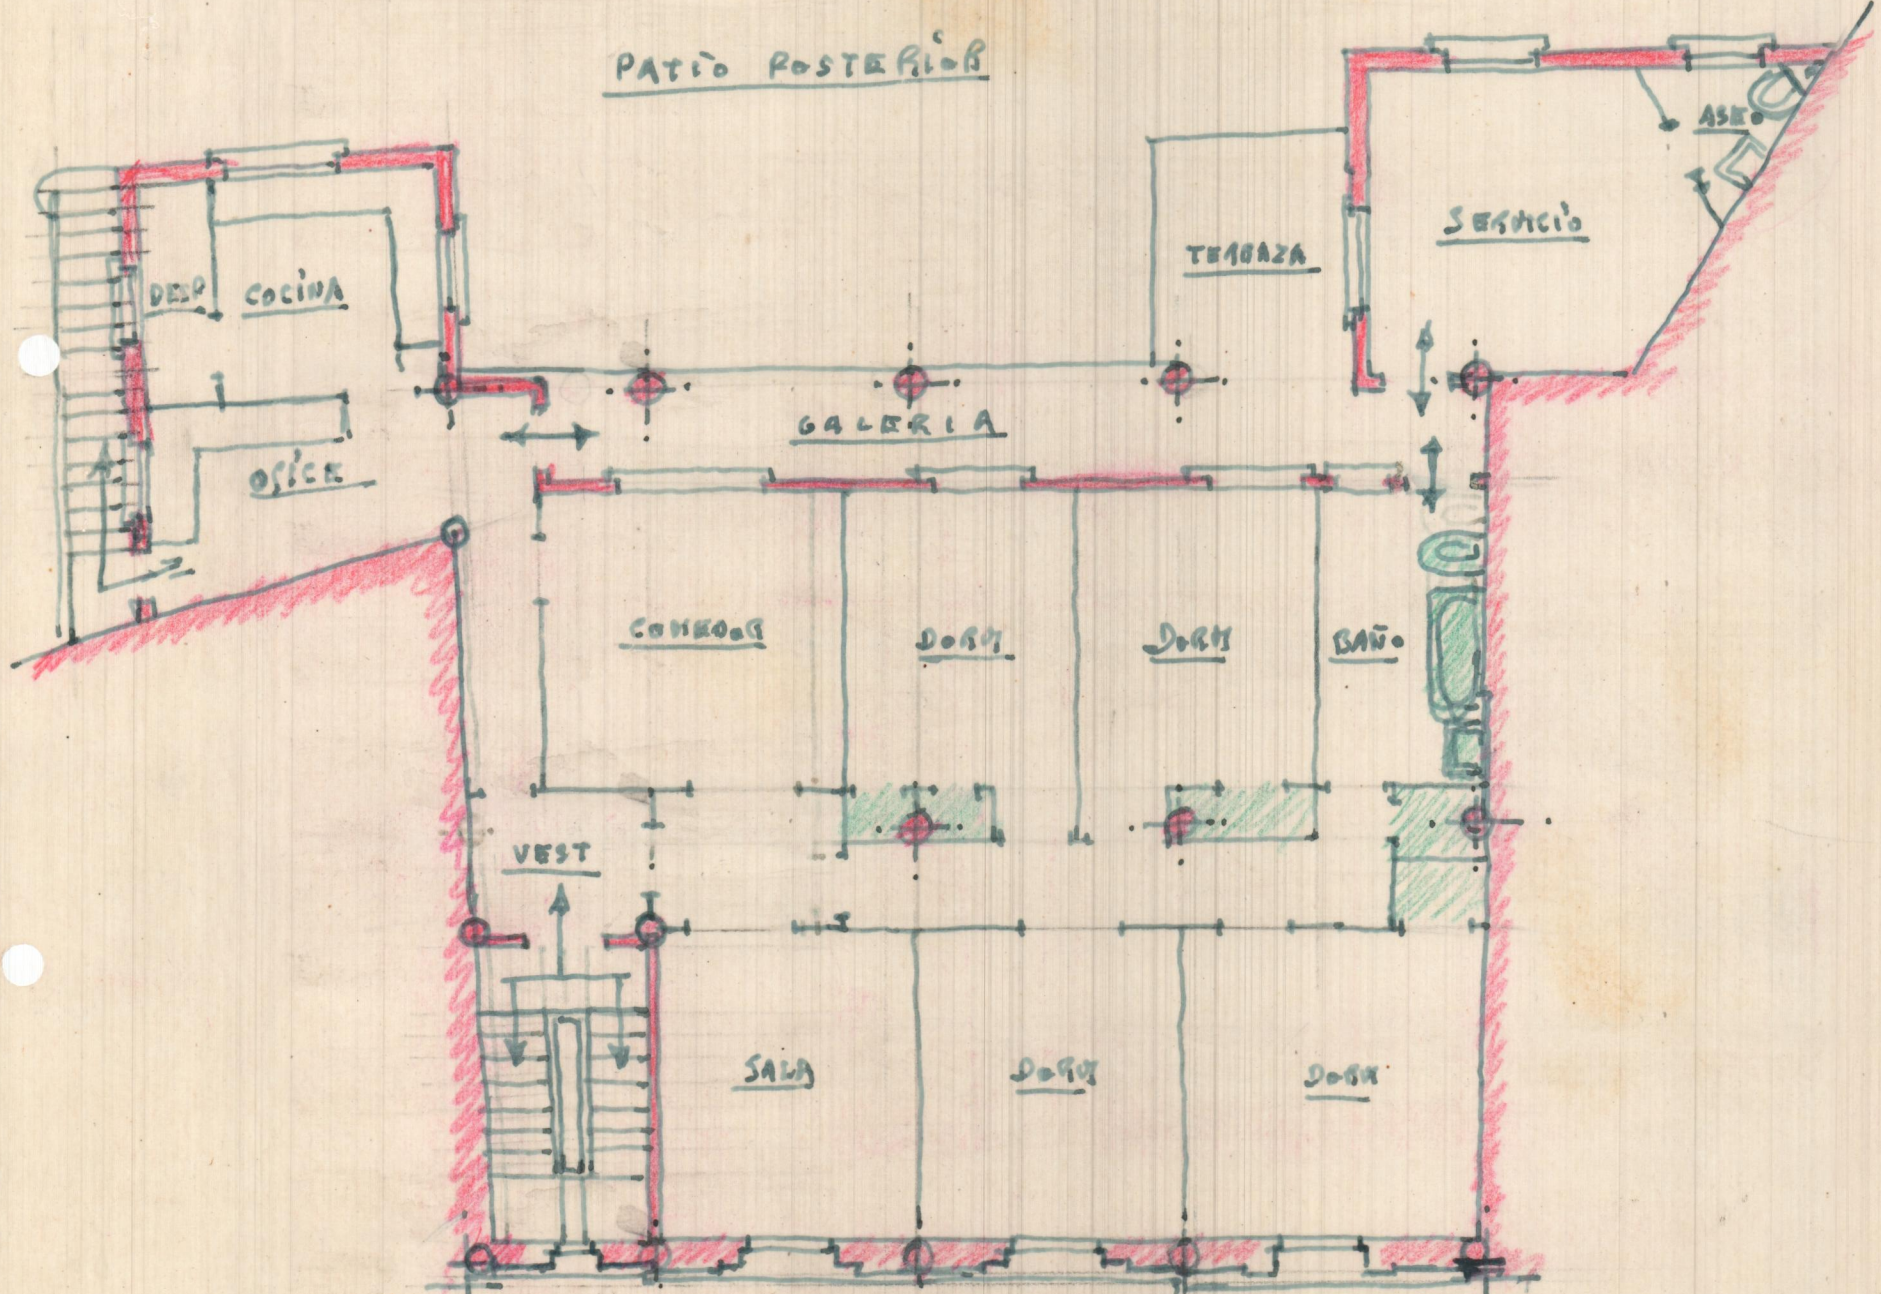 PATIO POSTERIOR
ASEO
SERVICIO
TERRAZA
DESP
COCINA
GALERIA
OFICE
COMEDOR
DORM
DORM
BAÑO
VEST
SALA
DORM
DORM